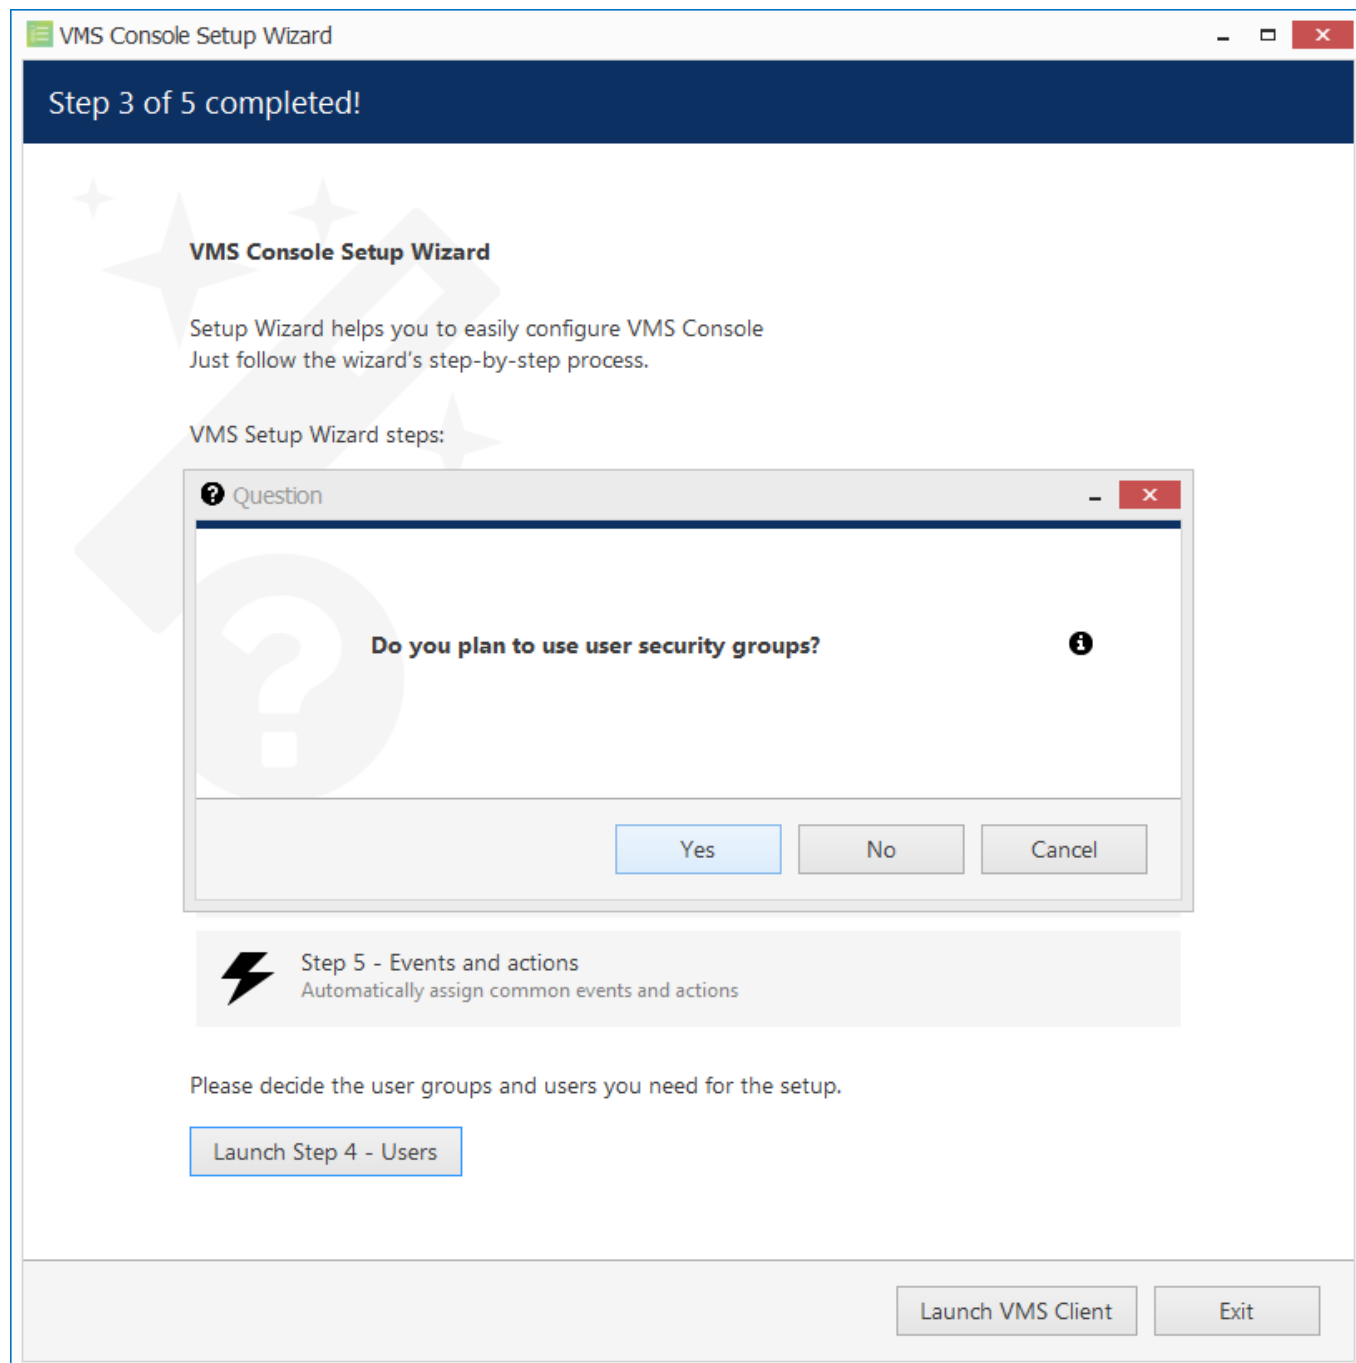 VMS Console Setup Wizard
Step 3 of 5 completed!
VMS Console Setup Wizard
Setup Wizard helps you to easily configure VMS Console
Just follow the wizard's step-by-step process.
VMS Setup Wizard steps:
Question
Do you plan to use user security groups?
Yes No Cancel
Step 5 - Events and actions
Automatically assign common events and actions
Please decide the user groups and users you need for the setup.
Launch Step 4 - Users
Launch VMS Client Exit